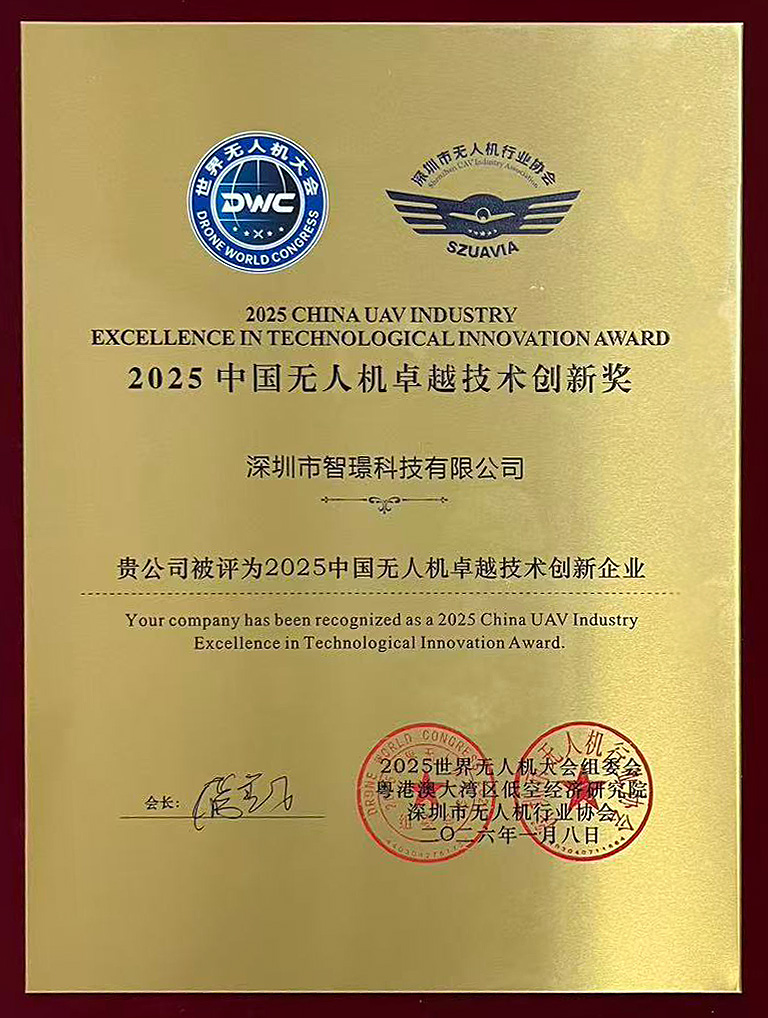 世界无人机大会
DWC
DRONE WORLD CONGRESS
深圳市无人机行业协会
Shenzhen UAV Industry Association
SZUAVIA
2025 CHINA UAV INDUSTRY
EXCELLENCE IN TECHNOLOGICAL INNOVATION AWARD
2025 中国无人机卓越技术创新奖
深圳市智璟科技有限公司
贵公司被评为2025中国无人机卓越技术创新企业
Your company has been recognized as a 2025 China UAV Industry
Excellence in Technological Innovation Award.
会长:
2025世界无人机大会组委会
粤港澳大湾区低空经济研究院
深圳市无人机行业协会
二〇二六年一月八日
DRONE WORLD CONGRESS